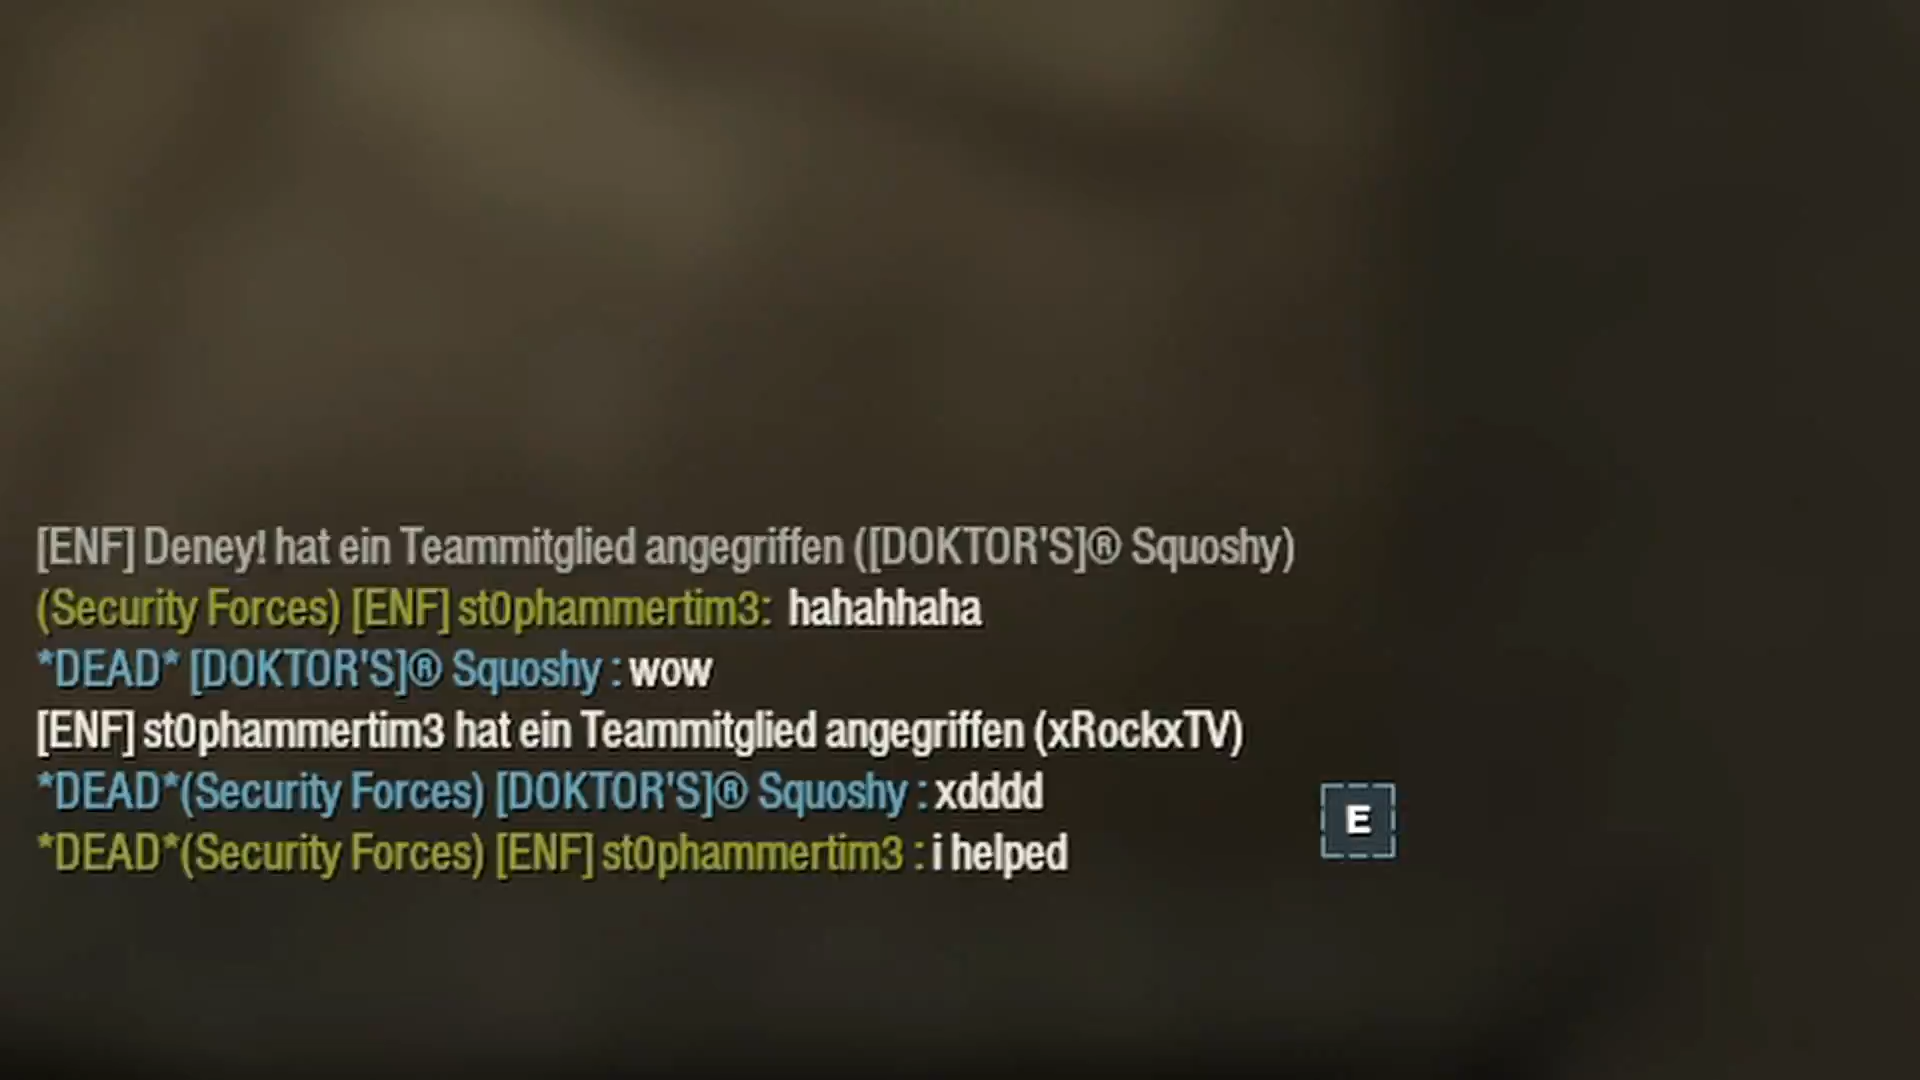 [ENF] Deney! hat ein Teammitglied angegriffen ([DOKTOR'S]® Squoshy)
(Security Forces) [ENF] st0phammertim3: hahahhaha
*DEAD* [DOKTOR'S]® Squoshy : wow
[ENF] st0phammertim3 hat ein Teammitglied angegriffen (xRockxTV)
*DEAD*(Security Forces) [DOKTOR'S]® Squoshy : xdddd
E
*DEAD*(Security Forces) [ENF] st0phammertim3 : i helped